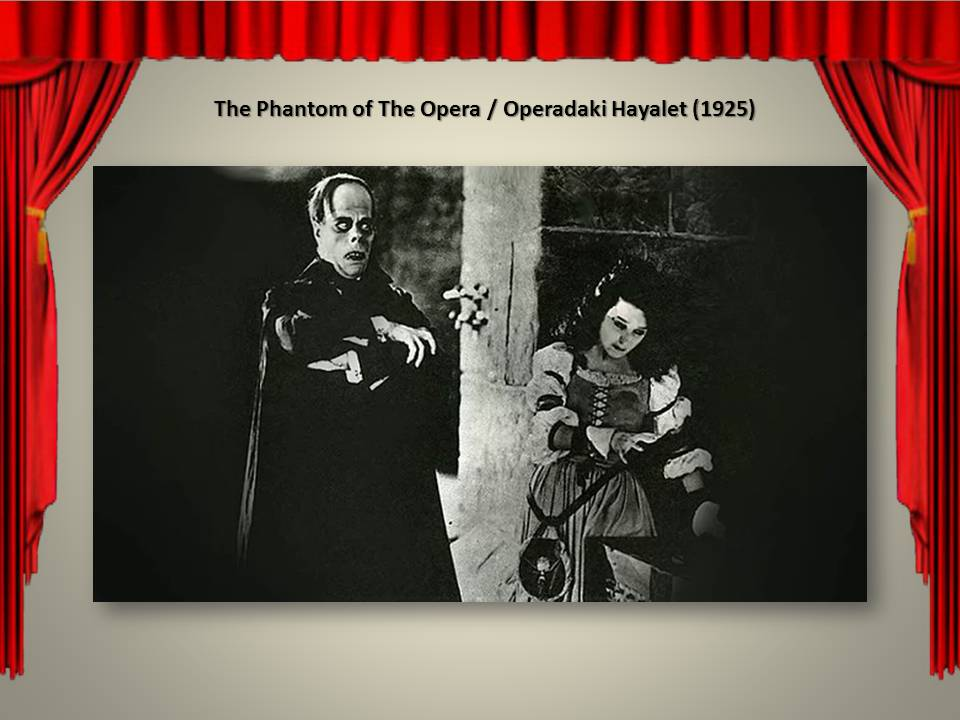 The Phantom of The Opera / Operadaki Hayalet (1925)